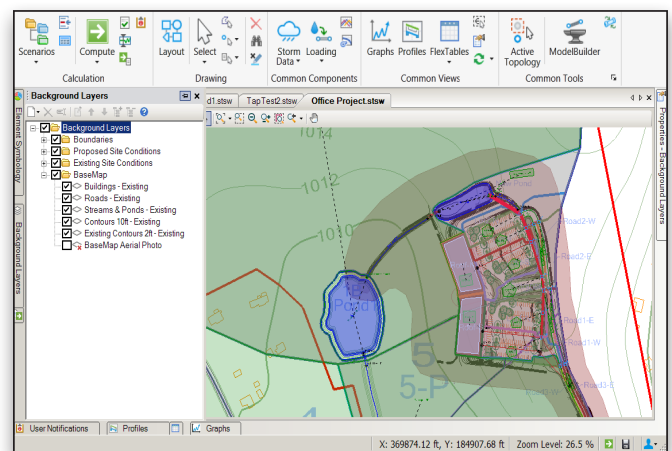 Scenarios
Compute
Layout
Select
Storm Data
Loading
Graphs
Profiles
FlexTables
Active Topology
ModelBuilder
Calculation
Drawing
Common Components
Common Views
Common Tools
Background Layers
d1.stsw
TapTest2.stsw
Office Project.stsw
Element Symbology
Background Layers
Background Layers
Boundaries
Proposed Site Conditions
Existing Site Conditions
BaseMap
Buildings - Existing
Roads - Existing
Streams & Ponds - Existing
Contours 10ft - Existing
Existing Contours 2ft - Existing
BaseMap Aerial Photo
Properties - Background Layers
1014
1012
1010
Road2-W
Road2-E
Road1-E
Road1-W
Road3-E
5
5-P
User Notifications
Profiles
Graphs
X: 369874.12 ft, Y: 184907.68 ft
Zoom Level: 26.5 %